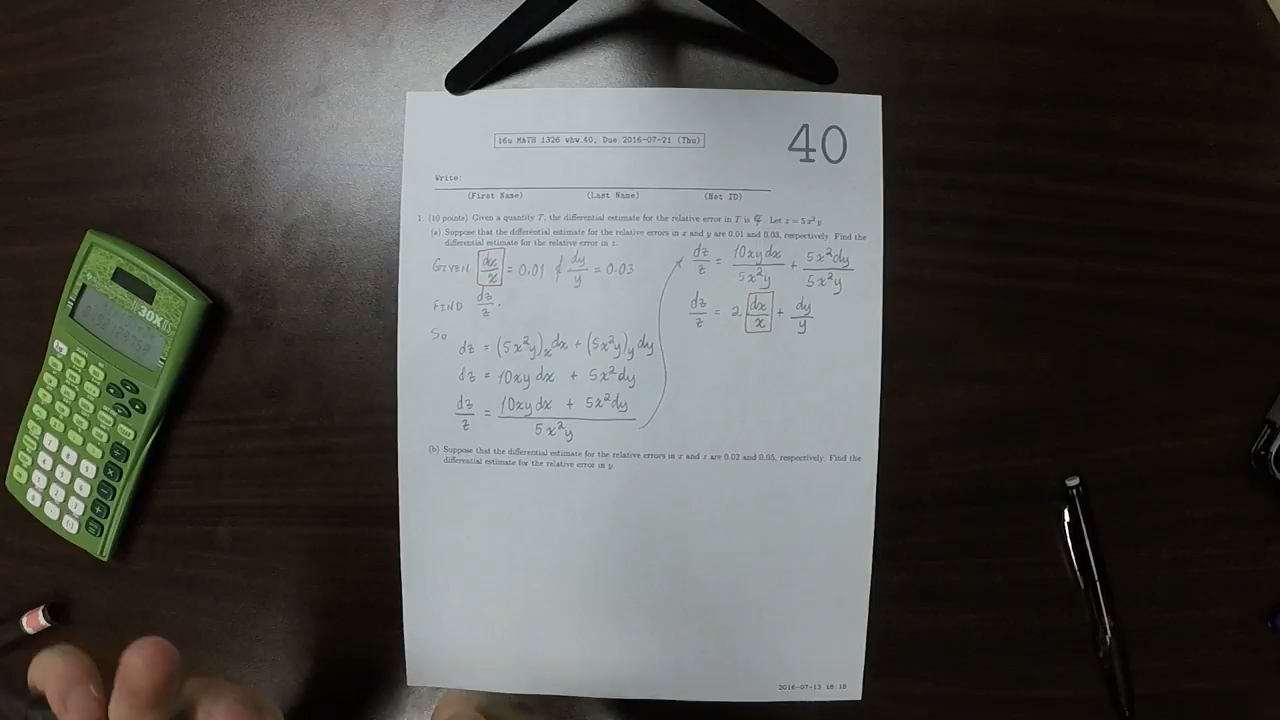 16u MATH 1326 whw.40, Due 2016-07-21 (Thu)
40
Write:
(First Name) (Last Name) (Net ID)
1. (10 points) Given a quantity T, the differential estimate for the relative error in T is dT/T. Let z = 5x²y.
(a) Suppose that the differential estimate for the relative errors in x and y are 0.01 and 0.03, respectively. Find the
differential estimate for the relative error in z.
GIVEN dx/x = 0.01 & dy/y = 0.03
FIND dz/z.
So
dz = (5x²y)ₓdx + (5x²y)_y dy
dz = 10xy dx + 5x²dy
dz/z = (10xy dx + 5x²dy)/(5x²y)
dz/z = 10xy dx/5x²y + 5x²dy/5x²y
dz/z = 2 dx/x + dy/y
(b) Suppose that the differential estimate for the relative errors in x and z are 0.02 and 0.05, respectively. Find the
differential estimate for the relative error in y.
2016-07-13 18:18
30X